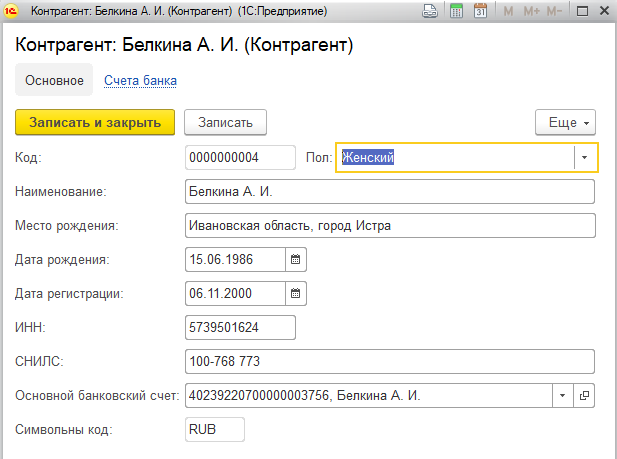 Контрагент: Белкина А. И. (Контрагент) (1С:Предприятие)
M M+ M-
Контрагент: Белкина А. И. (Контрагент)
Основное Счета банка
Записать и закрыть Записать Еще
Код: 0000000004 Пол: Женский
Наименование: Белкина А. И.
Место рождения: Ивановская область, город Истра
Дата рождения: 15.06.1986
Дата регистрации: 06.11.2000
ИНН: 5739501624
СНИЛС: 100-768 773
Основной банковский счет: 40239220700000003756, Белкина А. И.
Символьны код: RUB